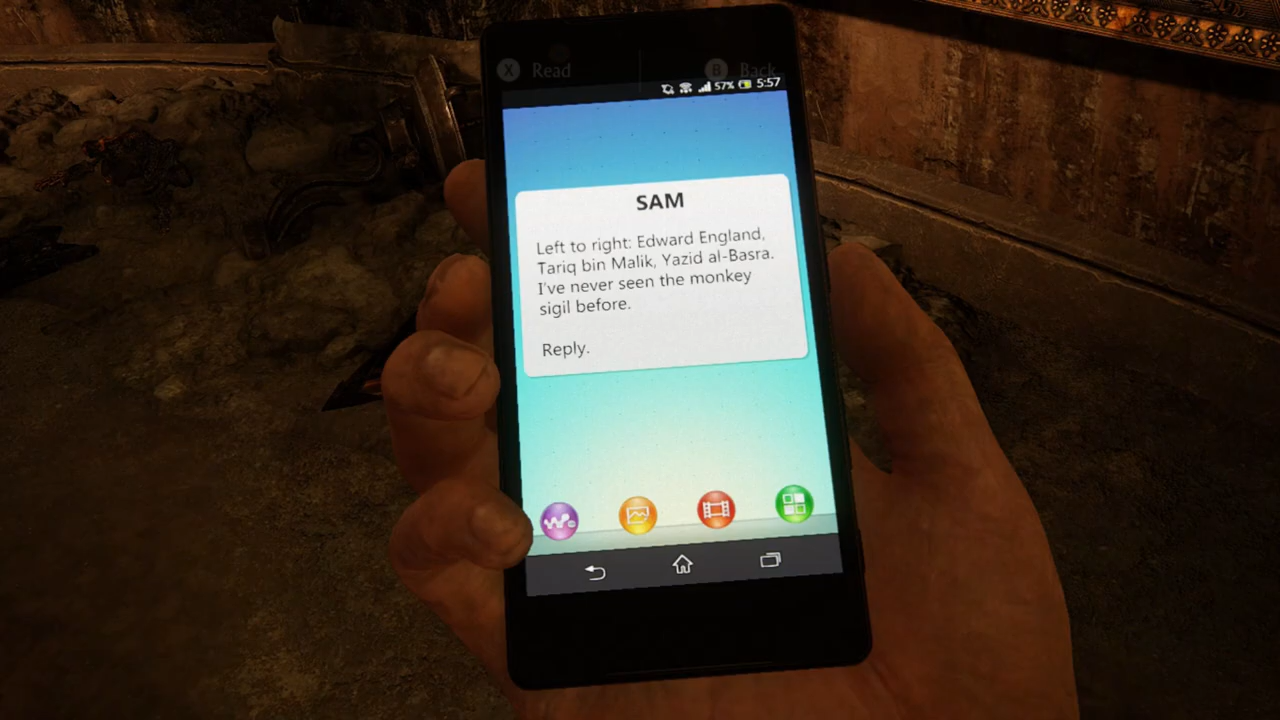 X Read
B Back
57% 5:57
SAM
Left to right: Edward England,
Tariq bin Malik, Yazid al-Basra.
I've never seen the monkey
sigil before.
Reply.